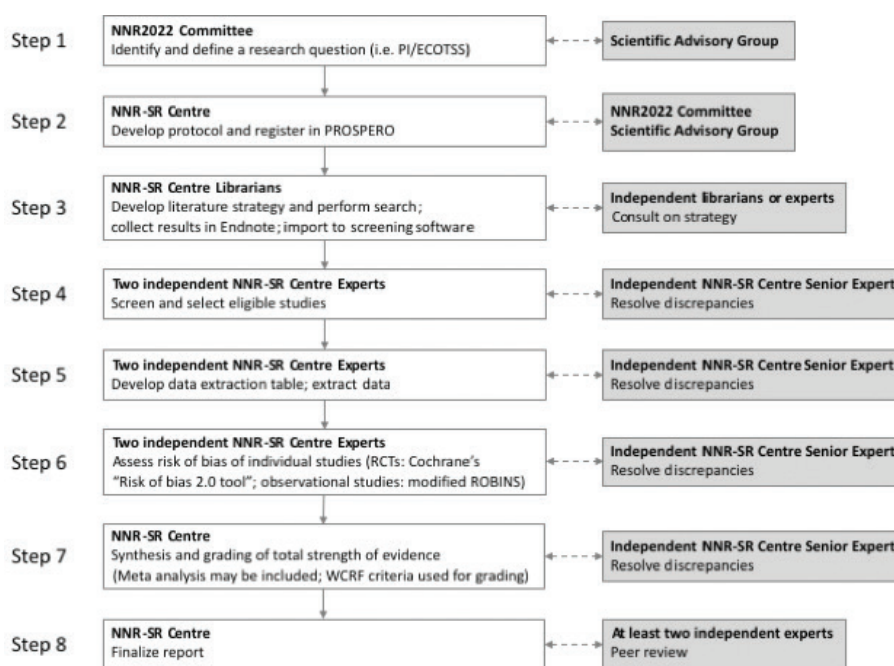 Step 1
NNR2022 Committee
Identify and define a research question (i.e. PI/ECOTSS)
Scientific Advisory Group
Step 2
NNR-SR Centre
Develop protocol and register in PROSPERO
NNR2022 Committee
Scientific Advisory Group
Step 3
NNR-SR Centre Librarians
Develop literature strategy and perform search;
collect results in Endnote; import to screening software
Independent librarians or experts
Consult on strategy
Step 4
Two independent NNR-SR Centre Experts
Screen and select eligible studies
Independent NNR-SR Centre Senior Expert
Resolve discrepancies
Step 5
Two independent NNR-SR Centre Experts
Develop data extraction table; extract data
Independent NNR-SR Centre Senior Expert
Resolve discrepancies
Step 6
Two independent NNR-SR Centre Experts
Assess risk of bias of individual studies (RCTs: Cochrane's
"Risk of bias 2.0 tool"; observational studies: modified ROBINS)
Independent NNR-SR Centre Senior Expert
Resolve discrepancies
Step 7
NNR-SR Centre
Synthesis and grading of total strength of evidence
(Meta analysis may be included; WCRF criteria used for grading)
Independent NNR-SR Centre Senior Expert
Resolve discrepancies
Step 8
NNR-SR Centre
Finalize report
At least two independent experts
Peer review